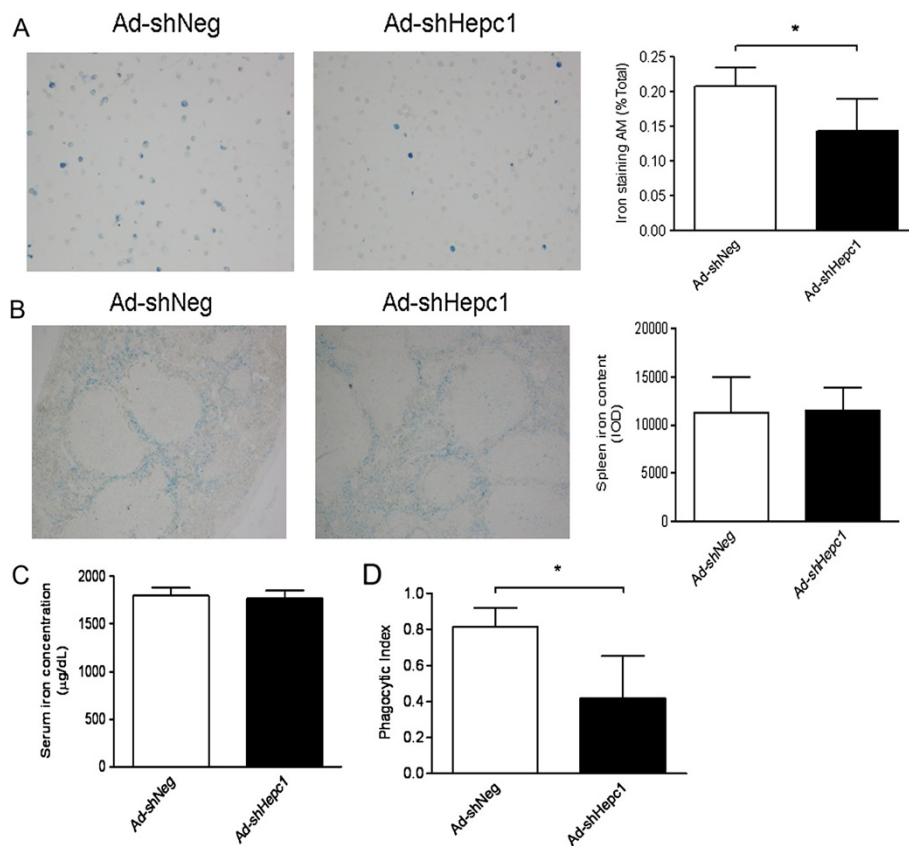 A
Ad-shNeg
Ad-shHepc1
Iron staining AM (%Total)
0.25
0.20
0.15
0.10
0.05
0.00
*
Ad-shNeg
Ad-shHepc1
B
Ad-shNeg
Ad-shHepc1
Spleen iron content
(IOD)
20000
15000
10000
5000
0
Ad-shNeg
Ad-shHepc1
C
Serum iron concentration
(µg/dL)
2000
1500
1000
500
0
Ad-shNeg
Ad-shHepc1
D
Phagocytic Index
1.0
0.8
0.6
0.4
0.2
0.0
*
Ad-shNeg
Ad-shHepc1